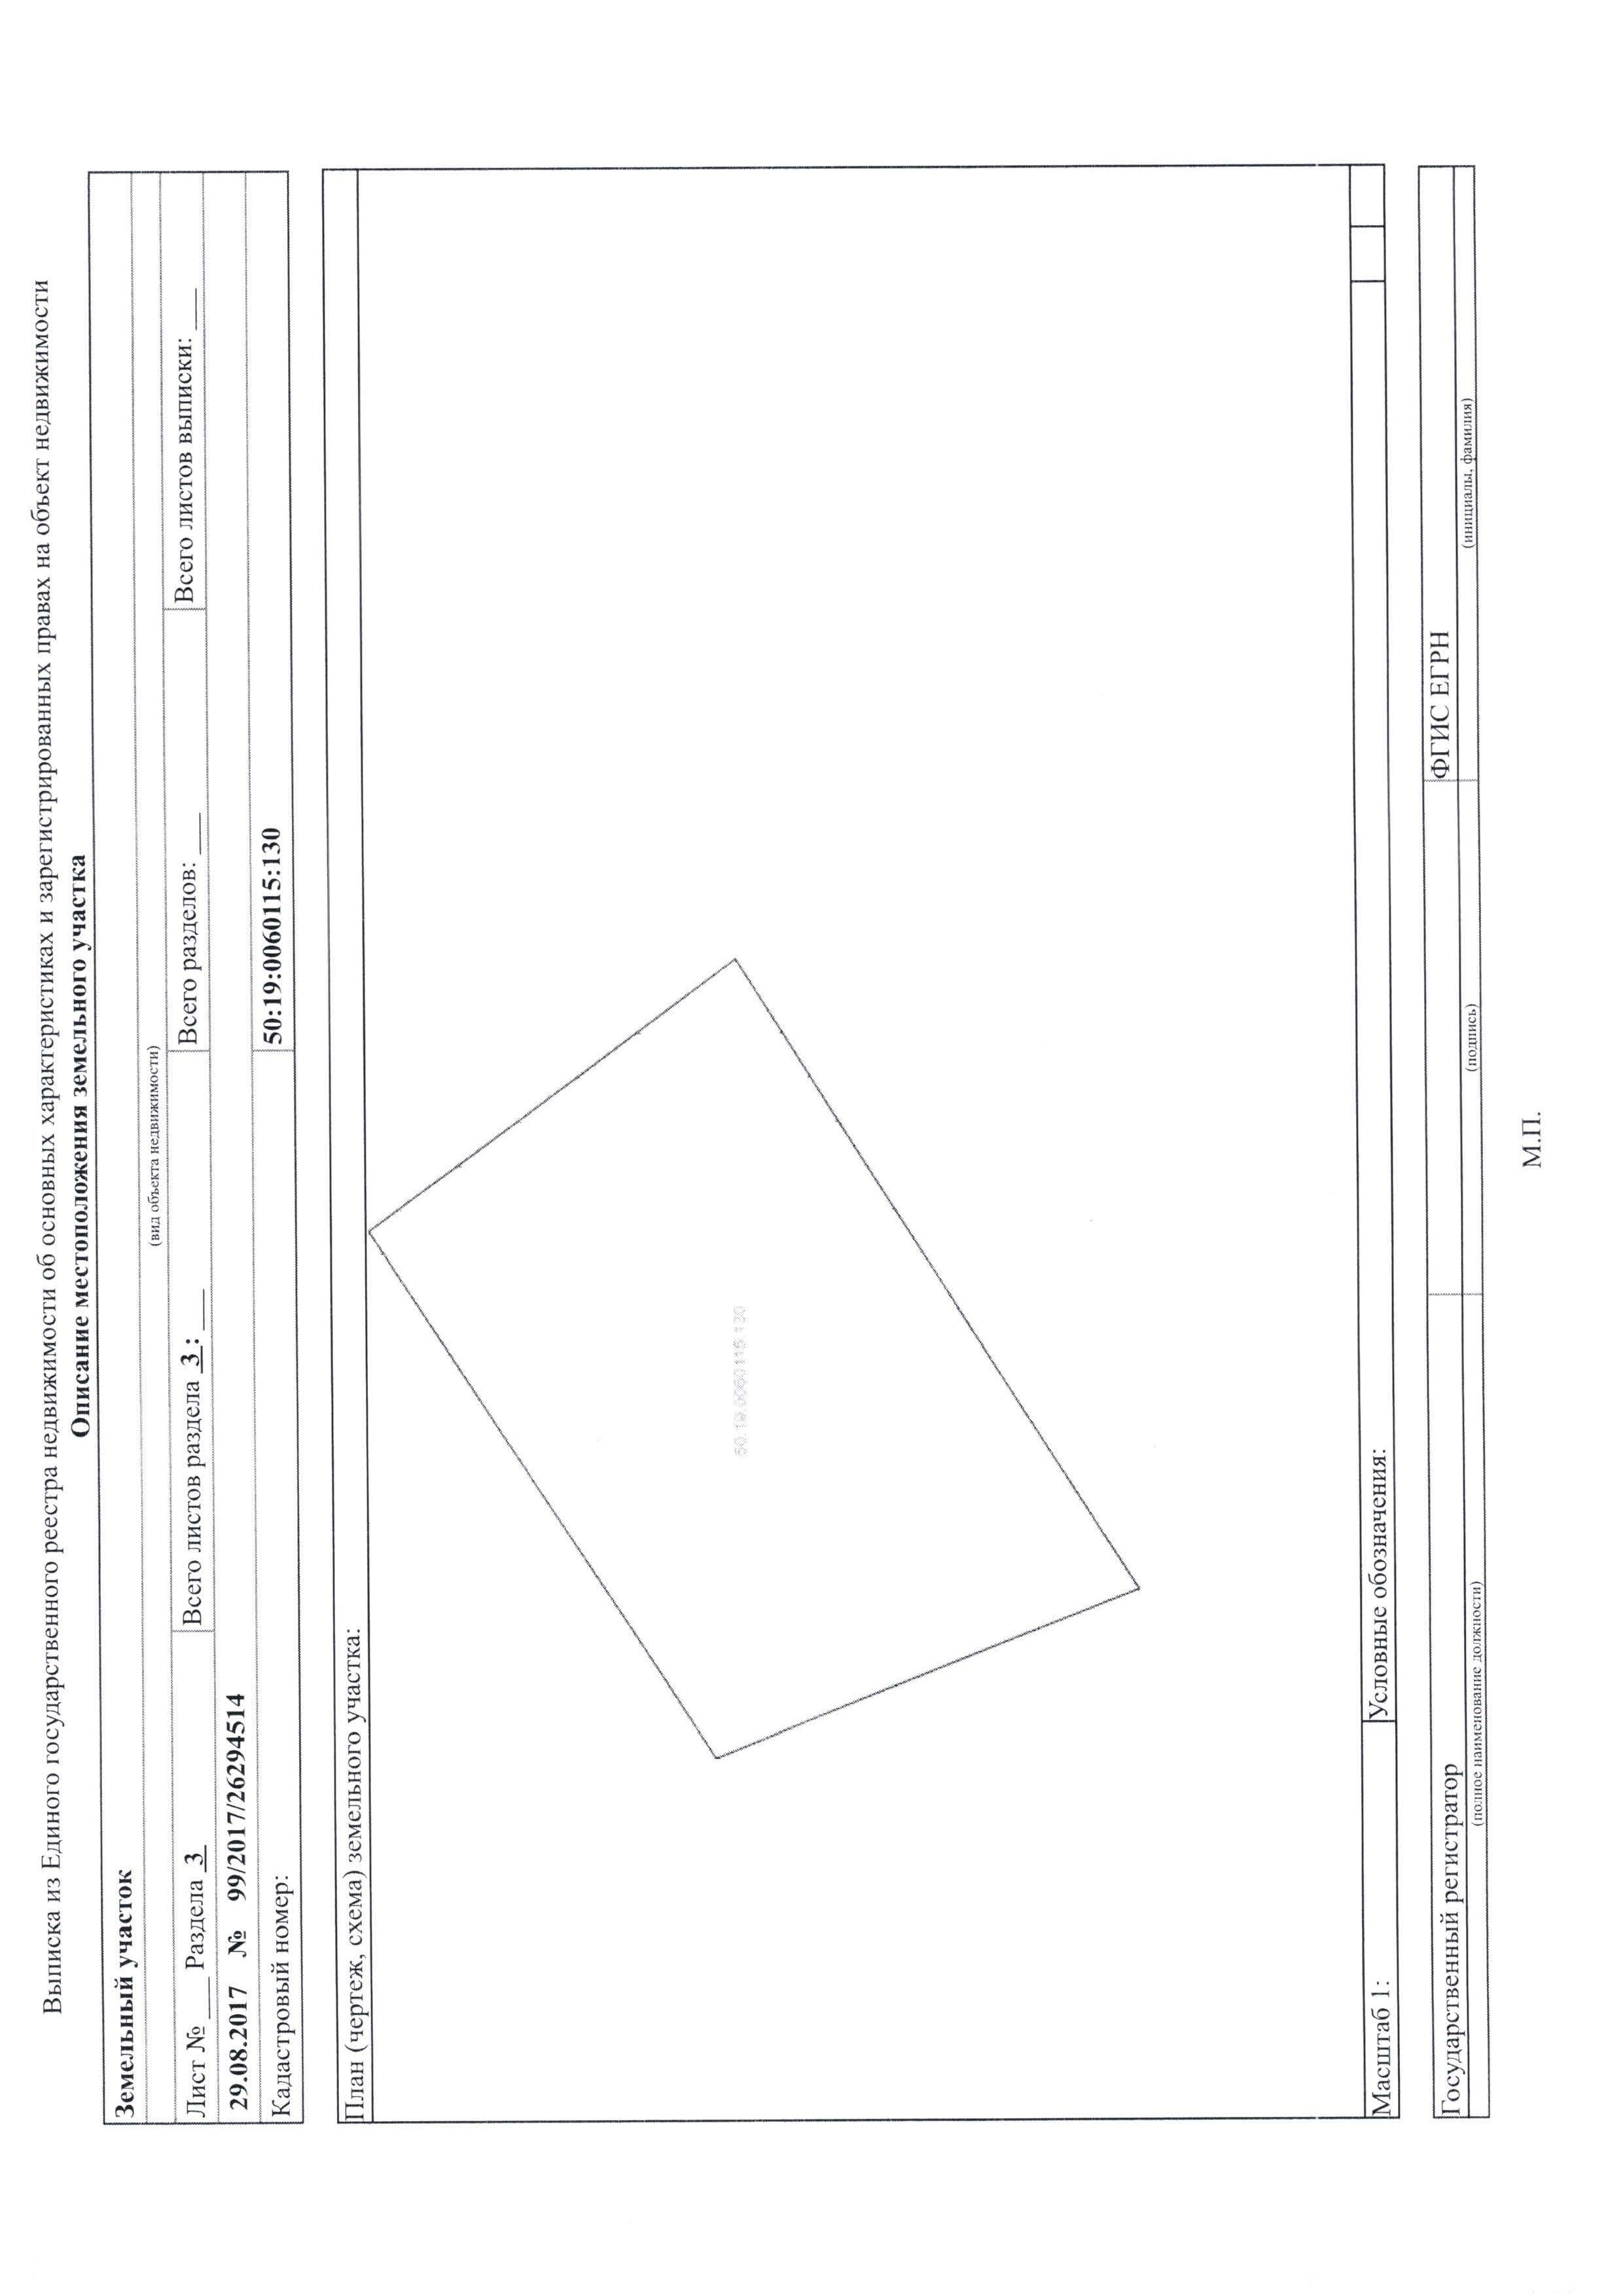 Выписка из Единого государственного реестра недвижимости об основных характеристиках и зарегистрированных правах на объект недвижимости
Описание местоположения земельного участка
Земельный участок
(вид объекта недвижимости)
Лист № ___ Раздела 3 Всего листов раздела 3 : ___ Всего разделов: ___ Всего листов выписки: ___
29.08.2017 № 99/2017/26294514
Кадастровый номер: 50:19:0060115:130
План (чертеж, схема) земельного участка:
50:19:0060115:130
Масштаб 1: Условные обозначения:
Государственный регистратор ФГИС ЕГРН
(полное наименование должности) (подпись) (инициалы, фамилия)
М.П.